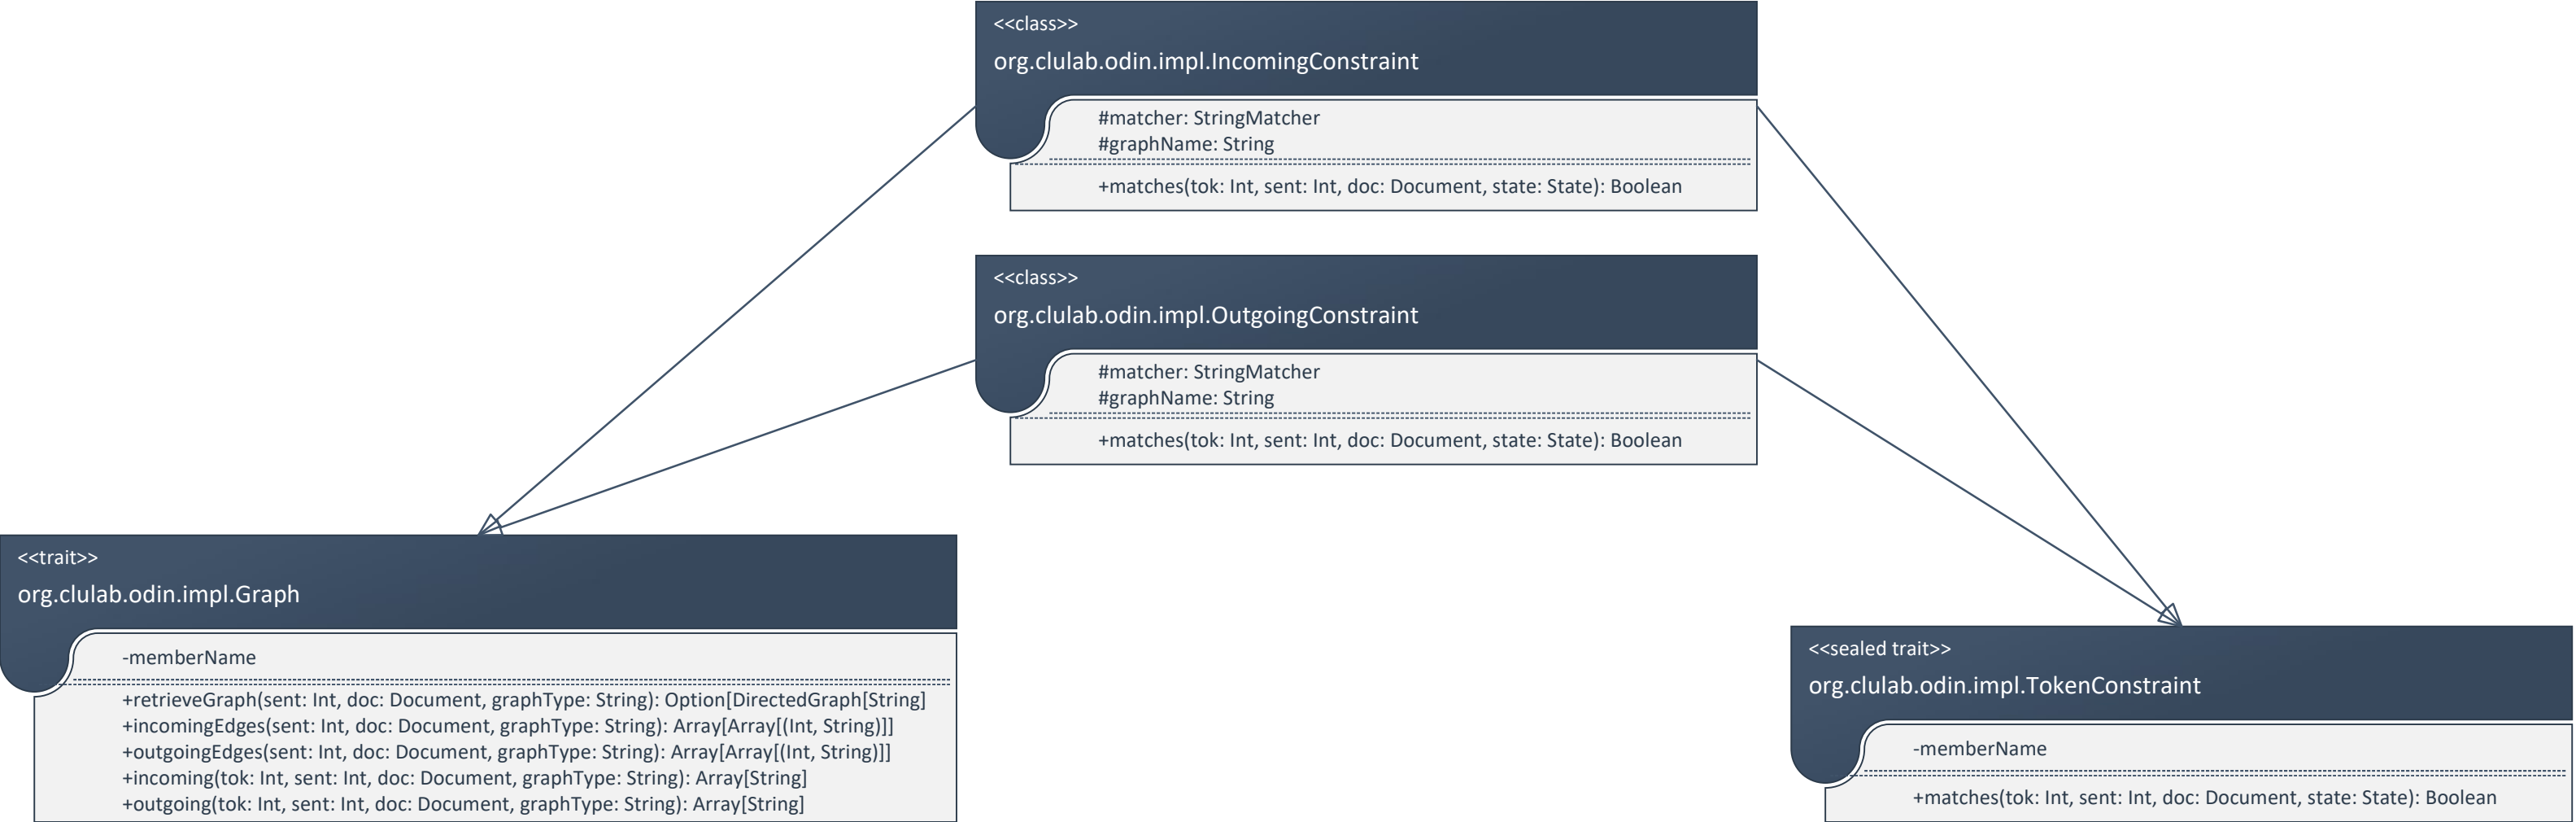 <<class>>
org.clulab.odin.impl.IncomingConstraint
#matcher: StringMatcher
#graphName: String
+matches(tok: Int, sent: Int, doc: Document, state: State): Boolean
<<class>>
org.clulab.odin.impl.OutgoingConstraint
#matcher: StringMatcher
#graphName: String
+matches(tok: Int, sent: Int, doc: Document, state: State): Boolean
<<trait>>
org.clulab.odin.impl.Graph
-memberName
+retrieveGraph(sent: Int, doc: Document, graphType: String): Option[DirectedGraph[String]
+incomingEdges(sent: Int, doc: Document, graphType: String): Array[Array[(Int, String)]]
+outgoingEdges(sent: Int, doc: Document, graphType: String): Array[Array[(Int, String)]]
+incoming(tok: Int, sent: Int, doc: Document, graphType: String): Array[String]
+outgoing(tok: Int, sent: Int, doc: Document, graphType: String): Array[String]
<<sealed trait>>
org.clulab.odin.impl.TokenConstraint
-memberName
+matches(tok: Int, sent: Int, doc: Document, state: State): Boolean